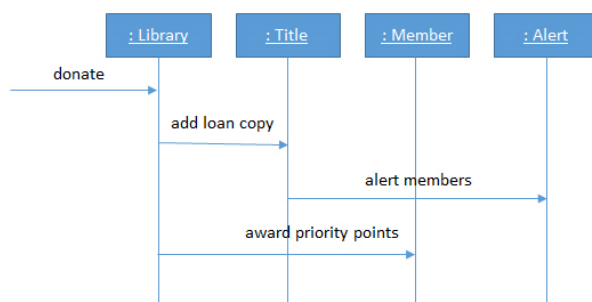 : Library
: Title
: Member
: Alert
donate
add loan copy
alert members
award priority points